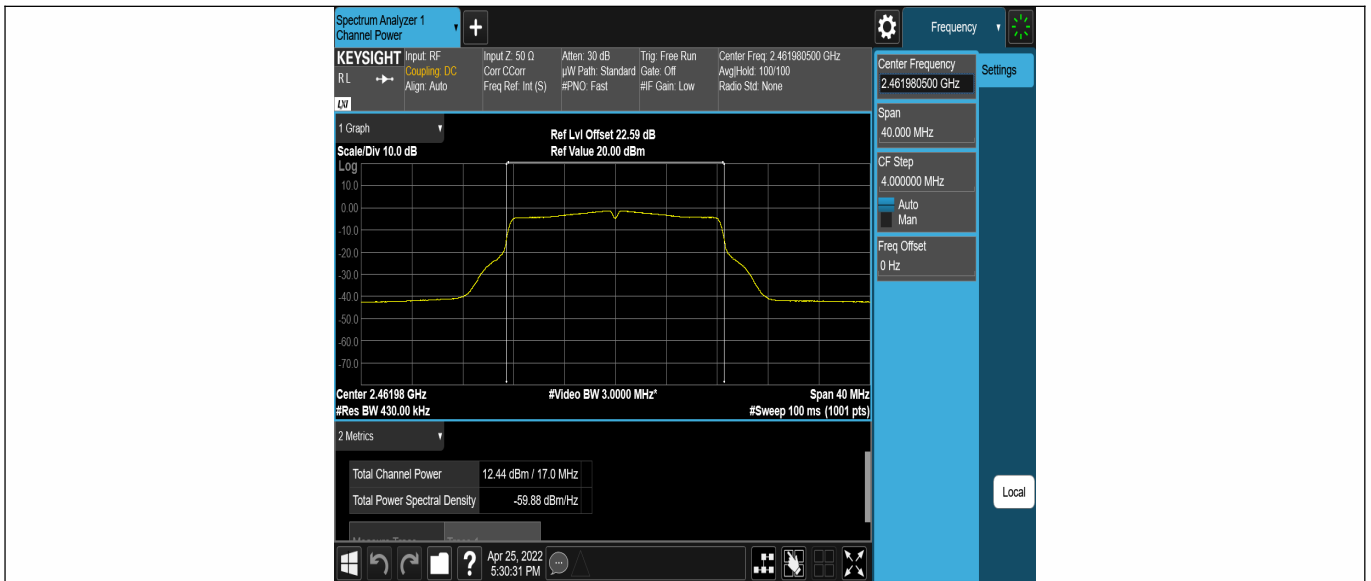 Spectrum Analyzer 1
Channel Power
+
Frequency
KEYSIGHT
RL
LXI
Input: RF
Coupling: DC
Align: Auto
Input Z: 50 Ω
Corr CCorr
Freq Ref: Int (S)
Atten: 30 dB
µW Path: Standard
#PNO: Fast
Trig: Free Run
Gate: Off
#IF Gain: Low
Center Freq: 2.461980500 GHz
Avg|Hold: 100/100
Radio Std: None
Center Frequency
2.461980500 GHz
Settings
Span
40.000 MHz
CF Step
4.000000 MHz
Auto
Man
Freq Offset
0 Hz
1 Graph
Scale/Div 10.0 dB
Ref Lvl Offset 22.59 dB
Ref Value 20.00 dBm
Log
10.0
0.00
-10.0
-20.0
-30.0
-40.0
-50.0
-60.0
-70.0
Center 2.46198 GHz
#Video BW 3.0000 MHz*
Span 40 MHz
#Res BW 430.00 kHz
#Sweep 100 ms (1001 pts)
2 Metrics
Total Channel Power 12.44 dBm / 17.0 MHz
Total Power Spectral Density -59.88 dBm/Hz
Local
?
Apr 25, 2022
5:30:31 PM